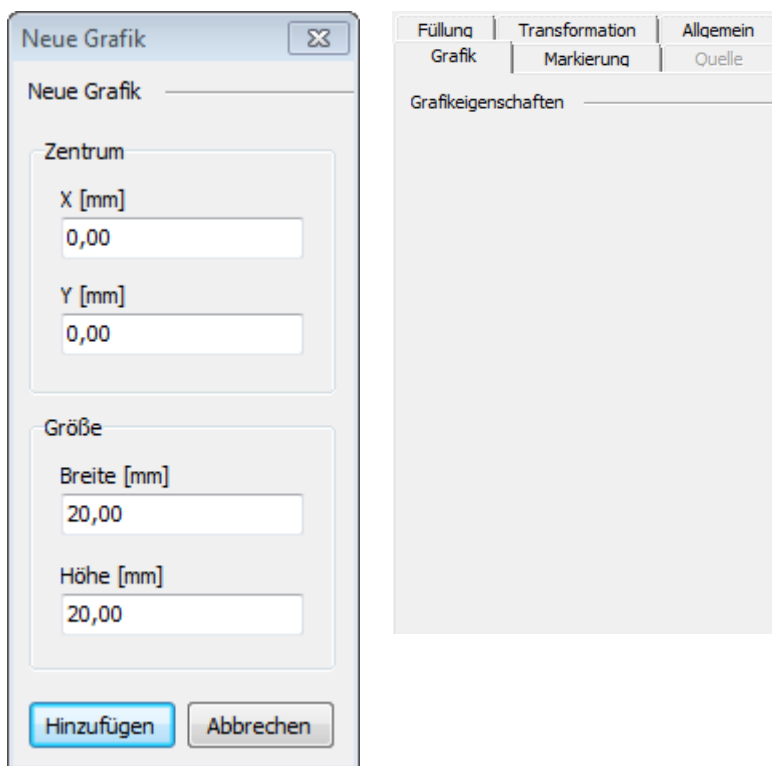 Neue Grafik
Neue Grafik
Zentrum
X [mm]
0,00
Y [mm]
0,00
Größe
Breite [mm]
20,00
Höhe [mm]
20,00
Hinzufügen Abbrechen
Füllung Transformation Allgemein
Grafik Markierung Quelle
Grafikeigenschaften